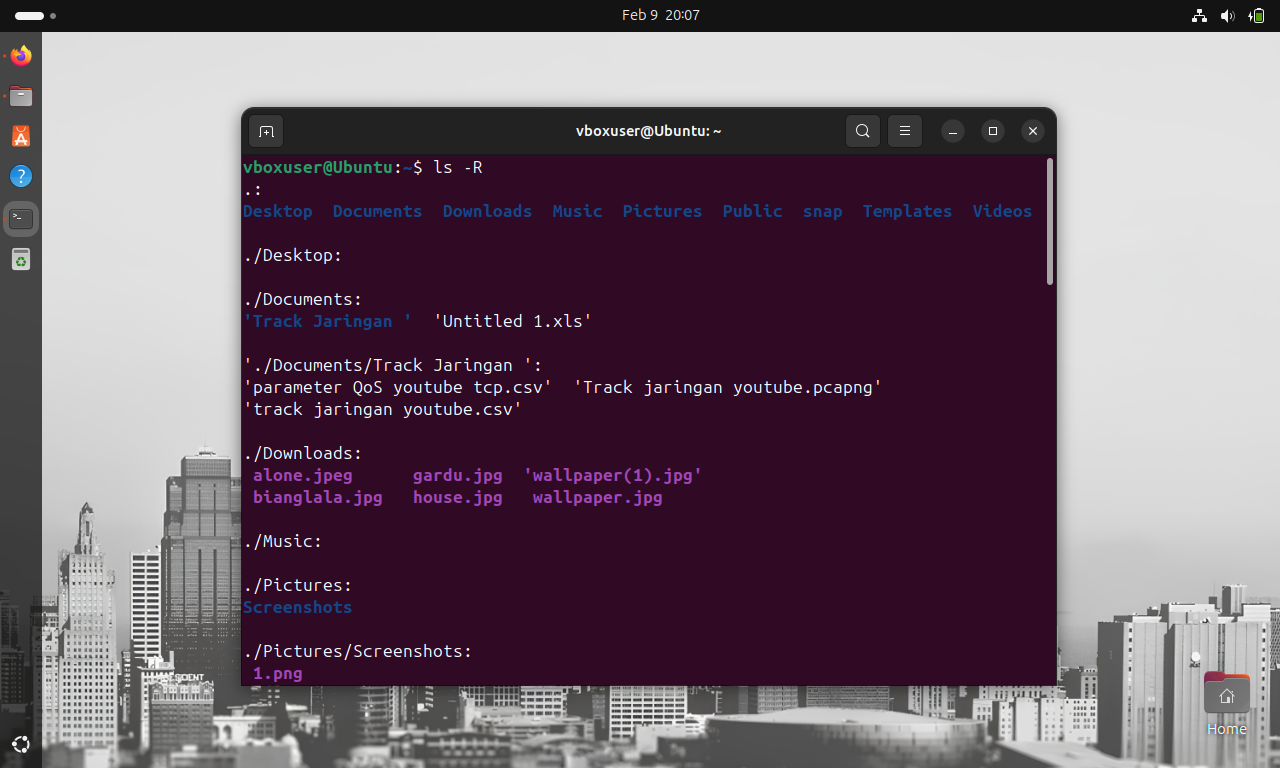 Feb 9 20:07
vboxuser@Ubuntu: ~
vboxuser@Ubuntu:~$ ls -R
.:
Desktop  Documents  Downloads  Music  Pictures  Public  snap  Templates  Videos
./Desktop:
./Documents:
'Track Jaringan '  'Untitled 1.xls'
'./Documents/Track Jaringan ':
'parameter QoS youtube tcp.csv'  'Track jaringan youtube.pcapng'
'track jaringan youtube.csv'
./Downloads:
alone.jpeg      gardu.jpg  'wallpaper(1).jpg'
bianglala.jpg   house.jpg   wallpaper.jpg
./Music:
./Pictures:
Screenshots
./Pictures/Screenshots:
1.png
Home